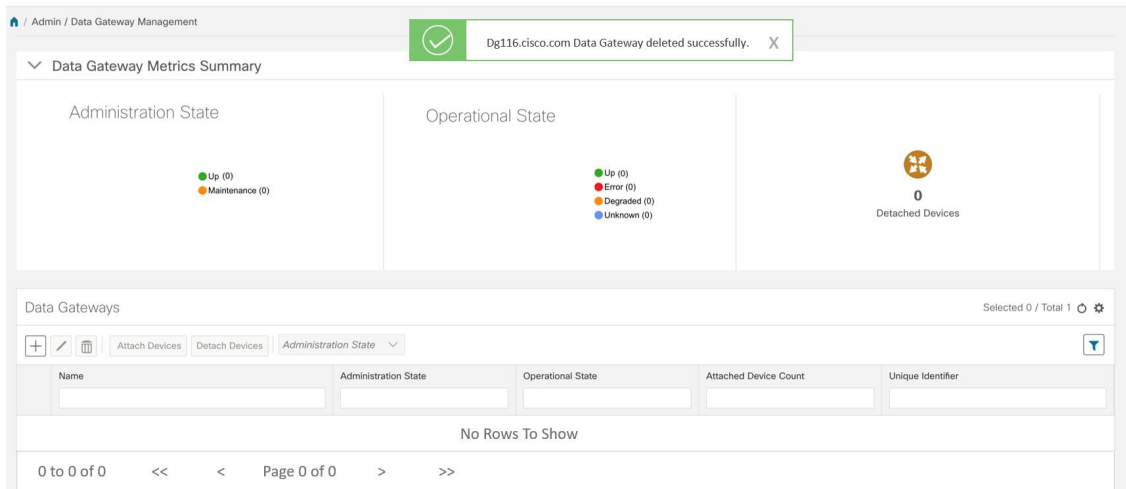 / Admin / Data Gateway Management
Dg116.cisco.com Data Gateway deleted successfully. X
Data Gateway Metrics Summary
Administration State
Up (0)
Maintenance (0)
Operational State
Up (0)
Error (0)
Degraded (0)
Unknown (0)
0
Detached Devices
Data Gateways
Selected 0 / Total 1
Attach Devices Detach Devices Administration State
Name Administration State Operational State Attached Device Count Unique Identifier
No Rows To Show
0 to 0 of 0 << < Page 0 of 0 > >>